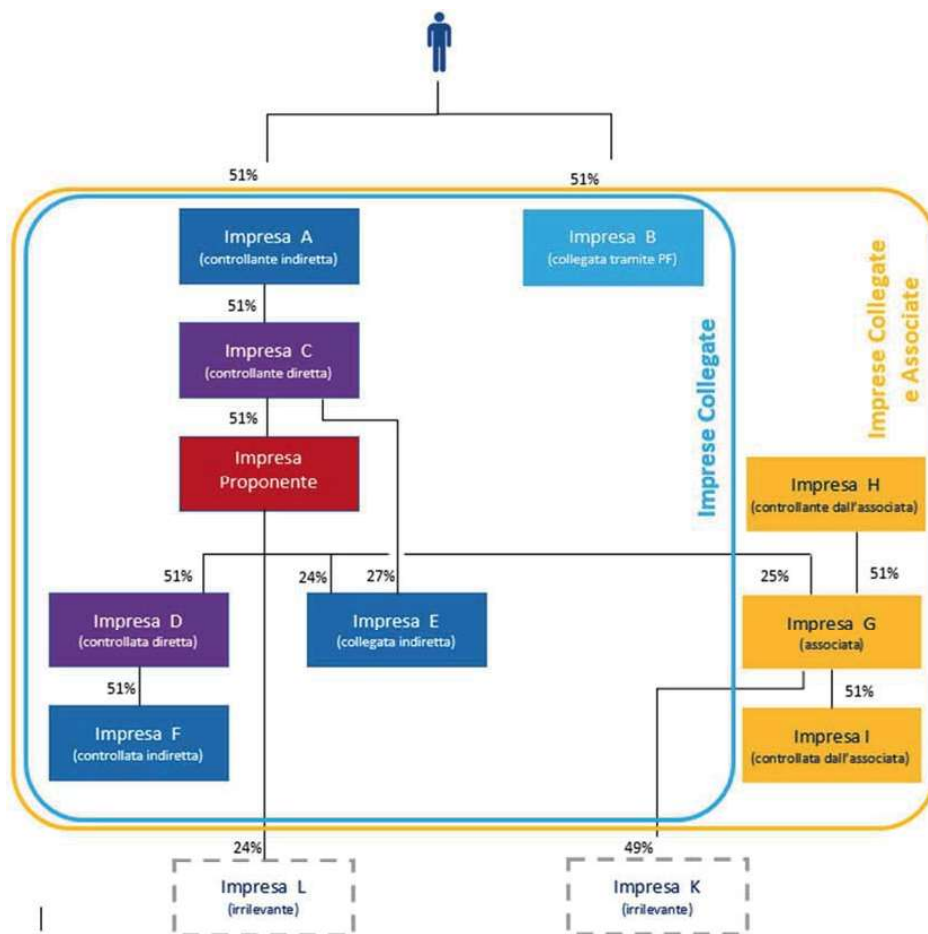 51%
51%
Impresa A
(controllante indiretta)
Impresa B
(collegata tramite PF)
51%
Impresa C
(controllante diretta)
51%
Impresa
Proponente
Imprese Collegate
Imprese Collegate
e Associate
Impresa H
(controllante dall'associata)
51%
24%
27%
25%
51%
Impresa D
(controllata diretta)
Impresa E
(collegata indiretta)
Impresa G
(associata)
51%
51%
Impresa F
(controllata indiretta)
Impresa I
(controllata dall'associata)
24%
49%
Impresa L
(irrilevante)
Impresa K
(irrilevante)